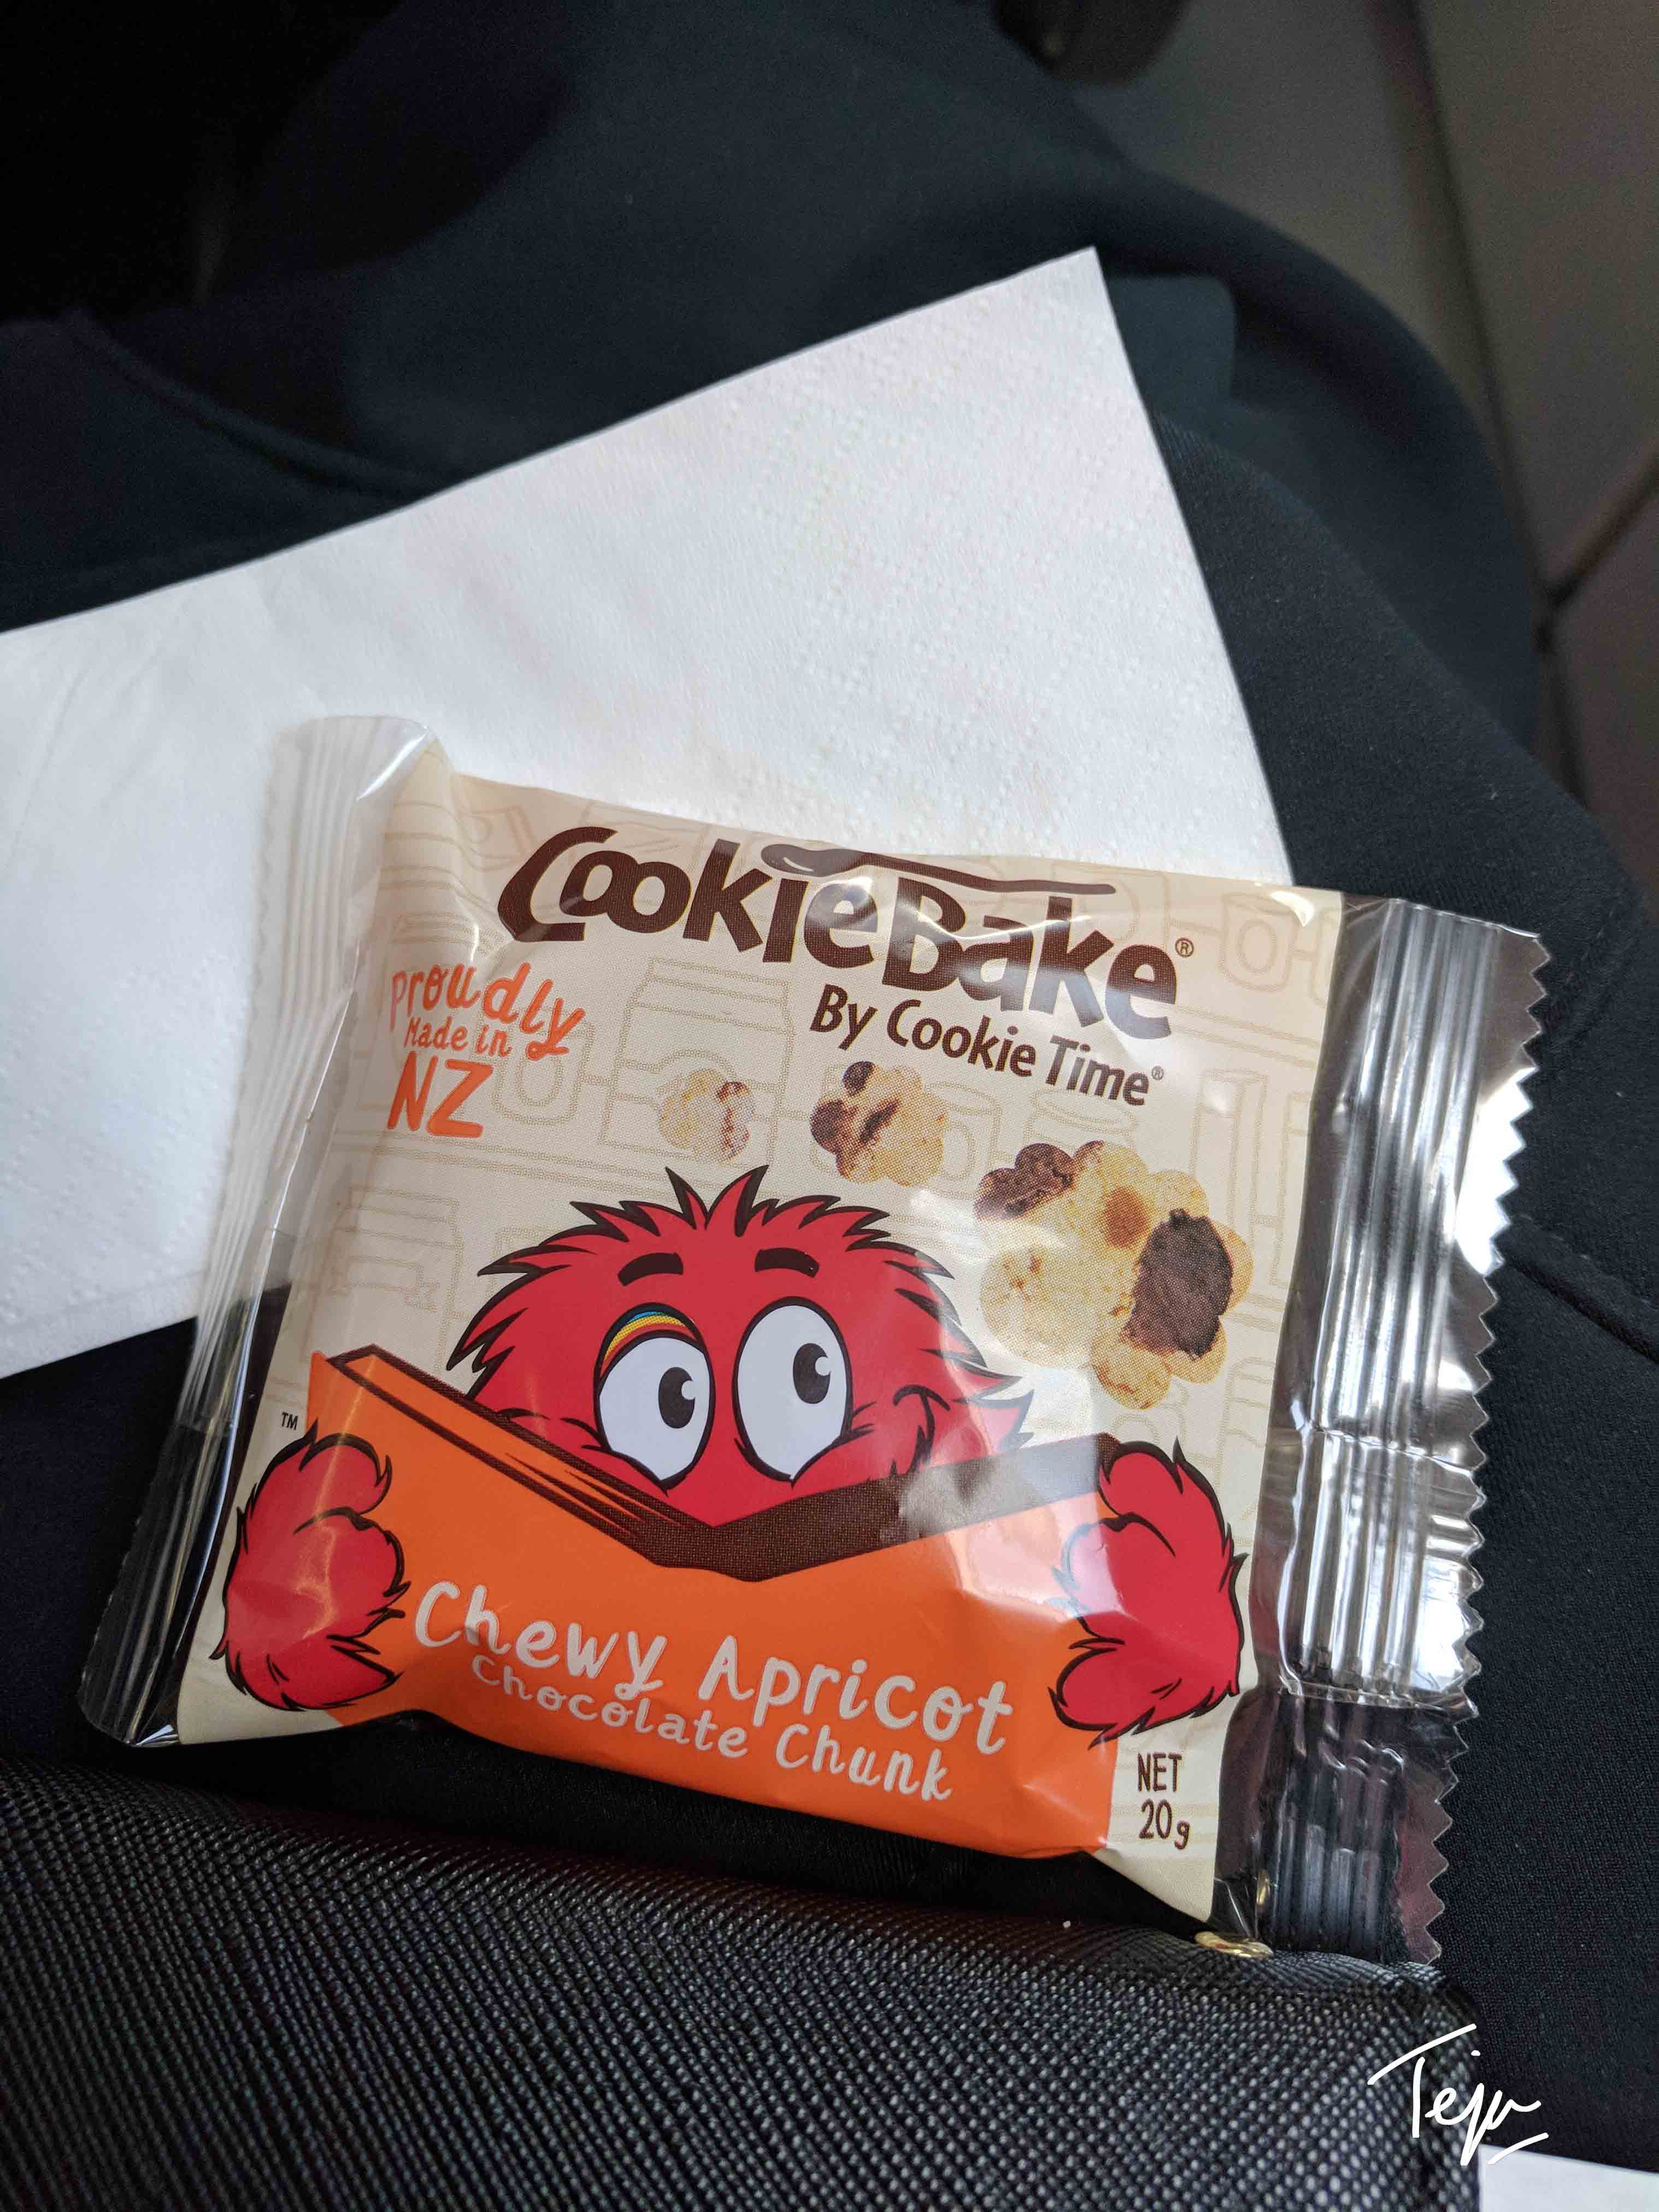 CookieBake®
By Cookie Time®
Proudly
Made in
NZ
TM
Chewy Apricot
Chocolate Chunk
NET
20g
Teju